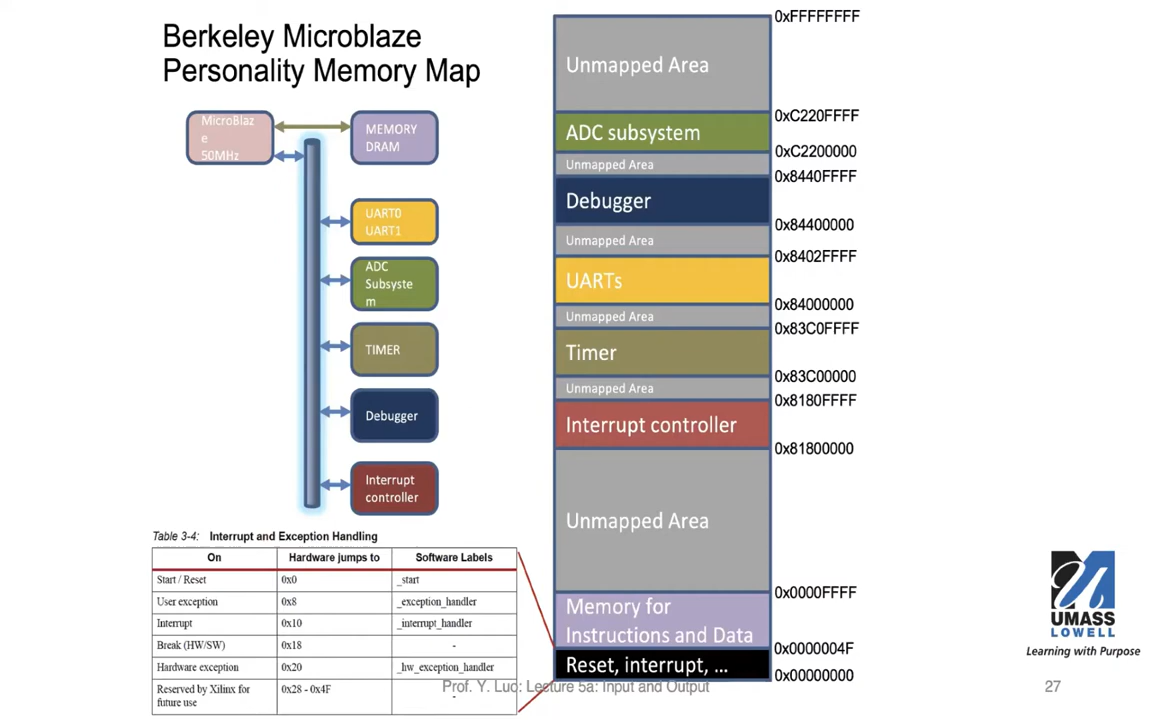 Berkeley Microblaze
Personality Memory Map
MicroBlaz
e
50MHz
MEMORY
DRAM
UART0
UART1
ADC
Subsyste
m
TIMER
Debugger
Interrupt
controller
0xFFFFFFFF
Unmapped Area
0xC220FFFF
ADC subsystem
0xC2200000
Unmapped Area
0x8440FFFF
Debugger
0x84400000
Unmapped Area
0x8402FFFF
UARTs
0x84000000
Unmapped Area
0x83C0FFFF
Timer
0x83C00000
Unmapped Area
0x8180FFFF
Interrupt controller
0x81800000
Unmapped Area
0x0000FFFF
Memory for
Instructions and Data
0x0000004F
Reset, interrupt, ...
0x00000000
Table 3-4: Interrupt and Exception Handling
On Hardware jumps to Software Labels
Start / Reset 0x0 _start
User exception 0x8 _exception_handler
Interrupt 0x10 _interrupt_handler
Break (HW/SW) 0x18 -
Hardware exception 0x20 _hw_exception_handler
Reserved by Xilinx for 0x28 - 0x4F -
future use
UMASS
LOWELL
Learning with Purpose
Prof. Y. Luo: Lecture 5a: Input and Output
27